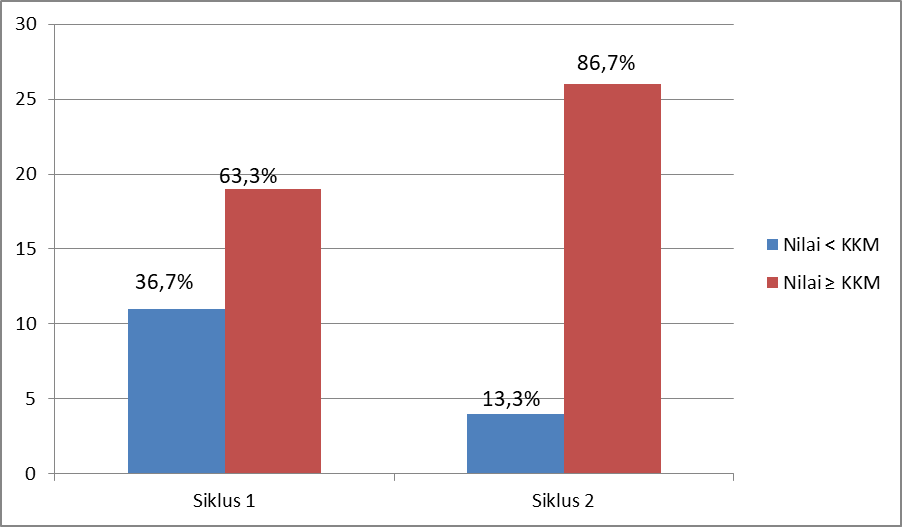 30
25
20
15
10
5
0
36,7%
63,3%
13,3%
86,7%
Siklus 1
Siklus 2
Nilai < KKM
Nilai ≥ KKM